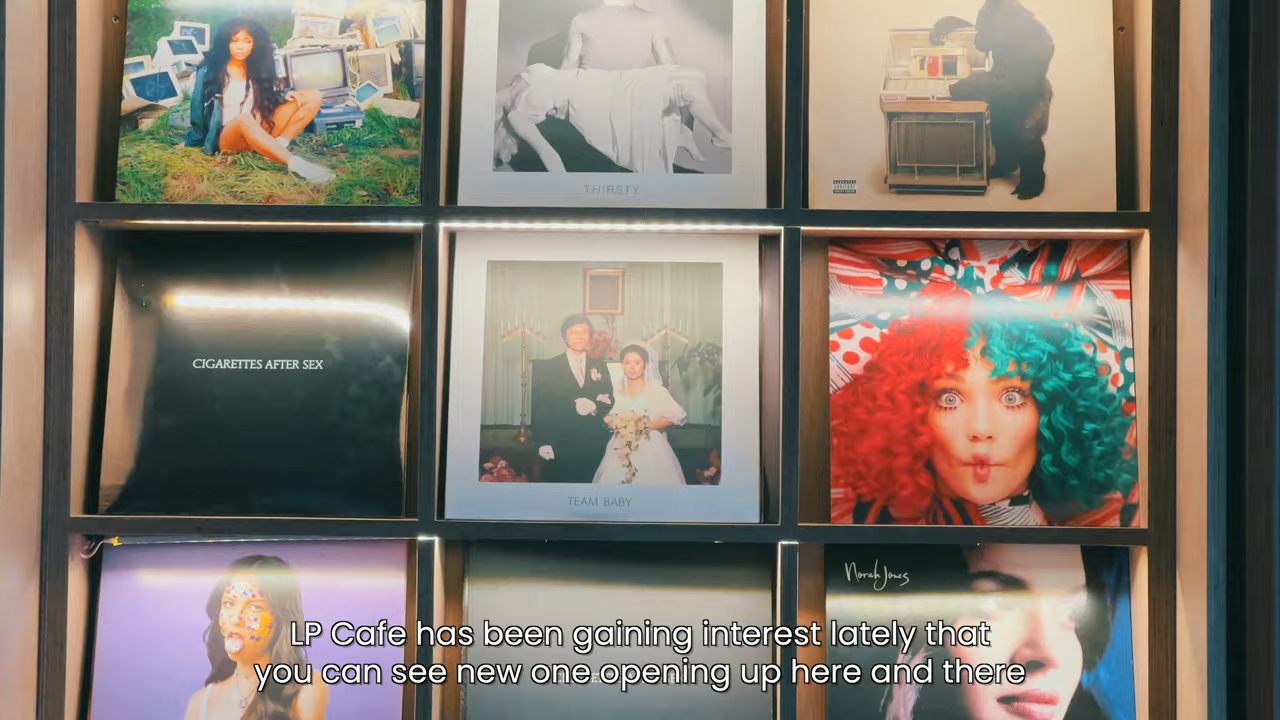 THIRSTY
CIGARETTES AFTER SEX
TEAM BABY
Norah Jones
LP Cafe has been gaining interest lately that
you can see new one opening up here and there